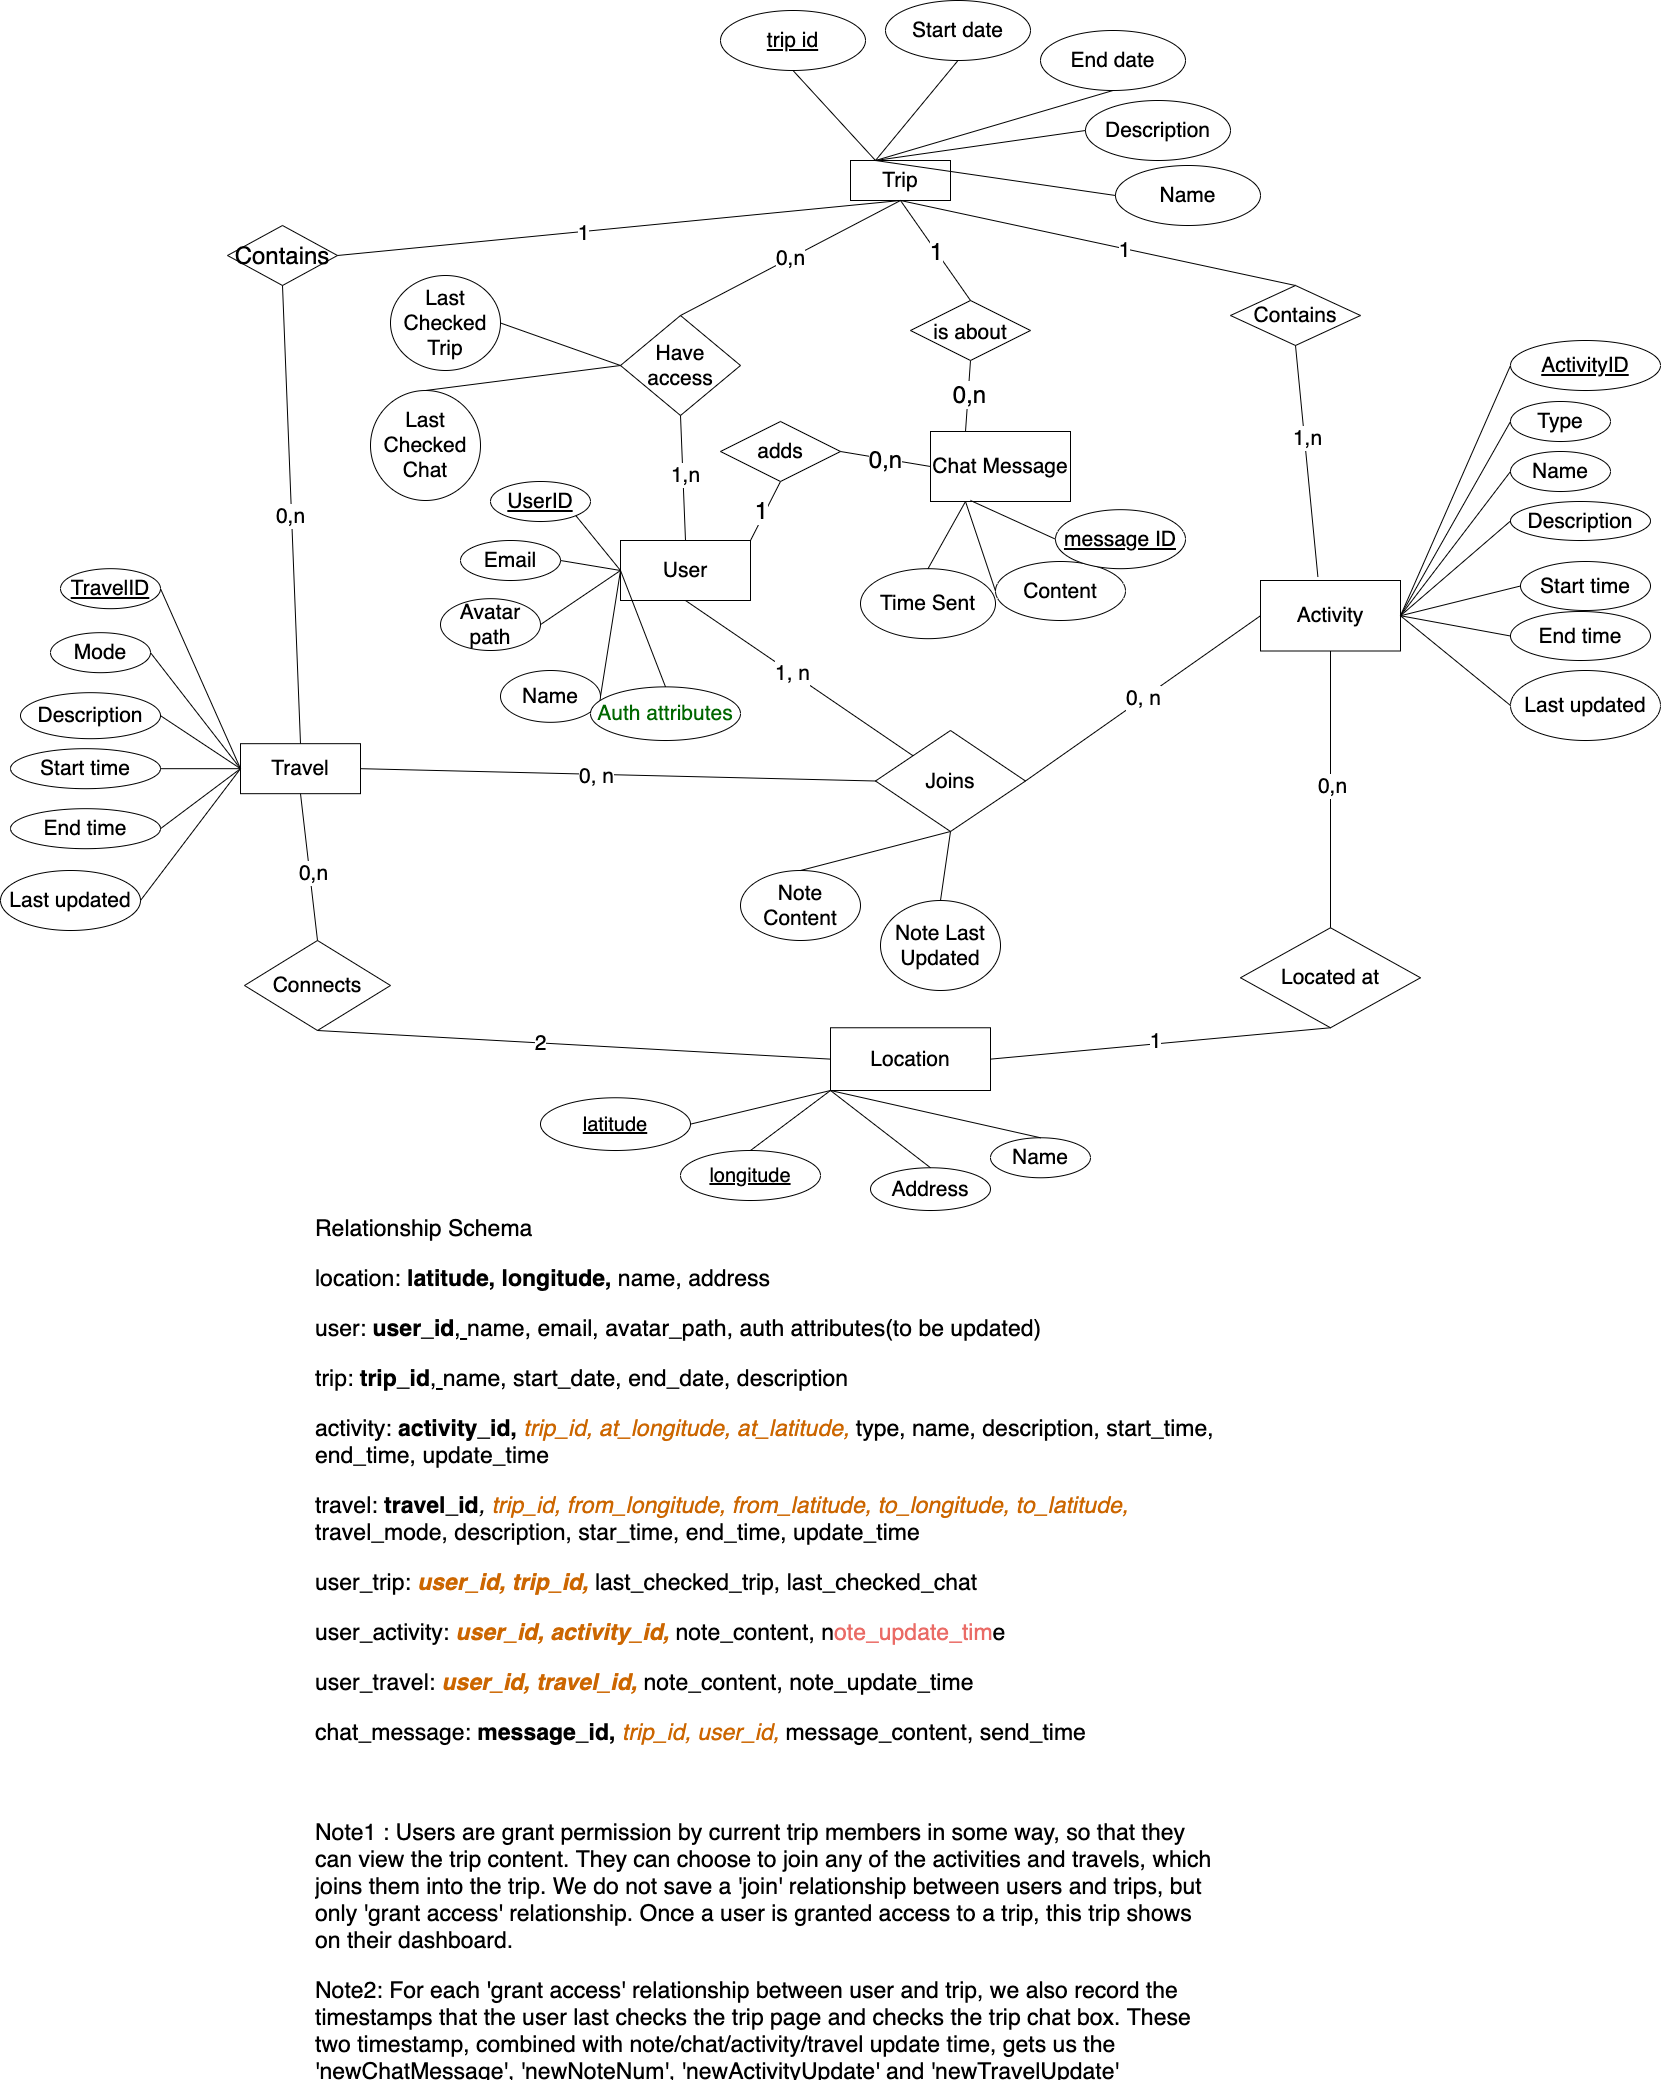 trip id
Start date
End date
Description
Name
Trip
1
0,n
1
1
Contains
Last
Checked
Trip
Have
access
is about
Contains
Last
Checked
Chat
adds
0,n
0,n
Chat Message
1,n
1,n
1
ActivityID
Type
Name
Description
Start time
End time
Last updated
Activity
UserID
Email
Avatar
path
Name
Auth attributes
User
message ID
Content
Time Sent
0,n
TravelID
Mode
Description
Start time
End time
Last updated
Travel
1, n
0, n
0, n
Joins
0,n
0,n
Note
Content
Note Last
Updated
Connects
Located at
2
1
Location
latitude
longitude
Address
Name
Relationship Schema
location: latitude, longitude, name, address
user: user_id, name, email, avatar_path, auth attributes(to be updated)
trip: trip_id, name, start_date, end_date, description
activity: activity_id, trip_id, at_longitude, at_latitude, type, name, description, start_time,
end_time, update_time
travel: travel_id, trip_id, from_longitude, from_latitude, to_longitude, to_latitude,
travel_mode, description, star_time, end_time, update_time
user_trip: user_id, trip_id, last_checked_trip, last_checked_chat
user_activity: user_id, activity_id, note_content, note_update_time
user_travel: user_id, travel_id, note_content, note_update_time
chat_message: message_id, trip_id, user_id, message_content, send_time
Note1 : Users are grant permission by current trip members in some way, so that they
can view the trip content. They can choose to join any of the activities and travels, which
joins them into the trip. We do not save a 'join' relationship between users and trips, but
only 'grant access' relationship. Once a user is granted access to a trip, this trip shows
on their dashboard.
Note2: For each 'grant access' relationship between user and trip, we also record the
timestamps that the user last checks the trip page and checks the trip chat box. These
two timestamp, combined with note/chat/activity/travel update time, gets us the
'newChatMessage', 'newNoteNum', 'newActivityUpdate' and 'newTravelUpdate'